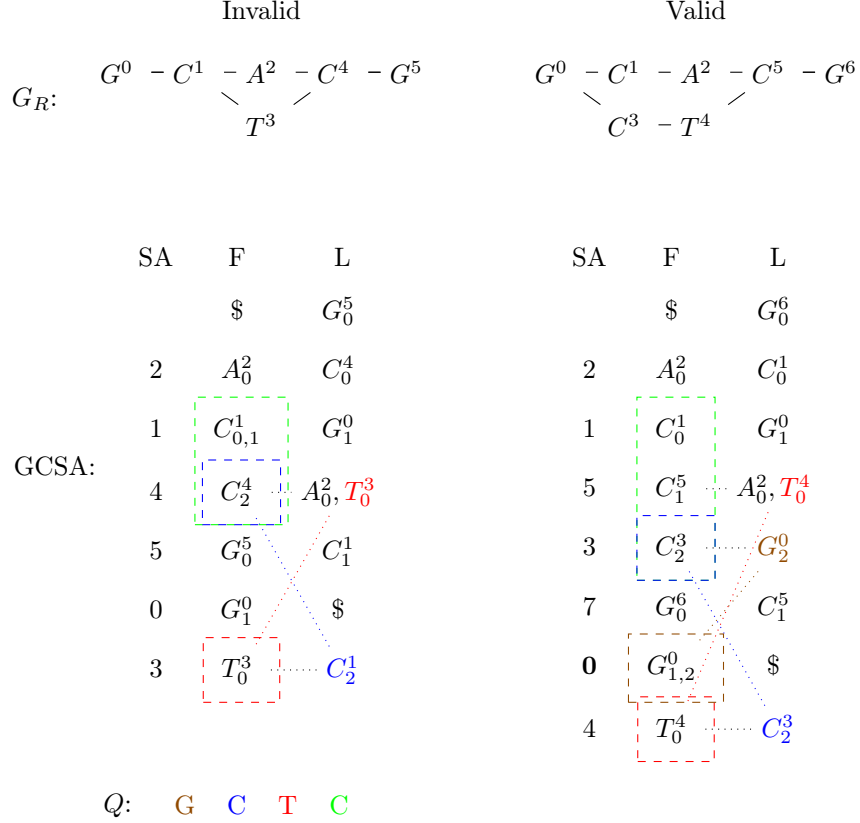 Invalid Valid
G^0 – C^1 – A^2 – C^4 – G^5 G^0 – C^1 – A^2 – C^5 – G^6
G_R:
T^3 C^3 – T^4
SA F L SA F L
$ G_0^5 $ G_0^6
2 A_0^2 C_0^4 2 A_0^2 C_0^1
1 C_{0,1}^1 G_1^0 1 C_0^1 G_1^0
GCSA:
4 C_2^4 A_0^2, T_0^3 5 C_1^5 A_0^2, T_0^4
5 G_0^5 C_1^1 3 C_2^3 G_2^0
0 G_1^0 $ 7 G_0^6 C_1^5
3 T_0^3 C_2^1 0 G_{1,2}^0 $
4 T_0^4 C_2^3
Q: G C T C